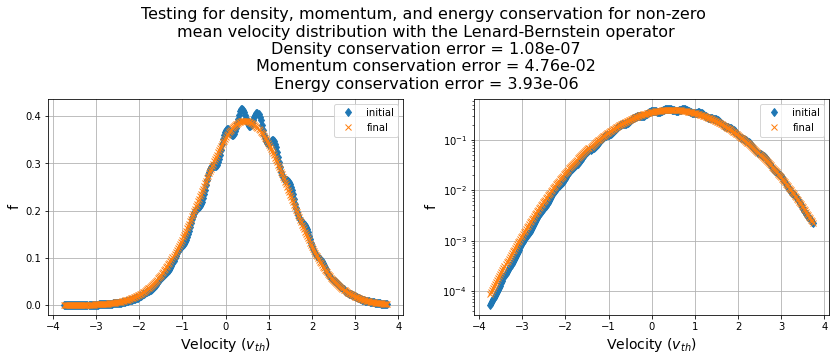 Testing for density, momentum, and energy conservation for non-zero
mean velocity distribution with the Lenard-Bernstein operator
Density conservation error = 1.08e-07
Momentum conservation error = 4.76e-02
Energy conservation error = 3.93e-06
f
0.4
0.3
0.2
0.1
0.0
initial
final
−4 −3 −2 −1 0 1 2 3 4
Velocity (v_{th})
f
10^{−1}
10^{−2}
10^{−3}
10^{−4}
initial
final
−4 −3 −2 −1 0 1 2 3 4
Velocity (v_{th})